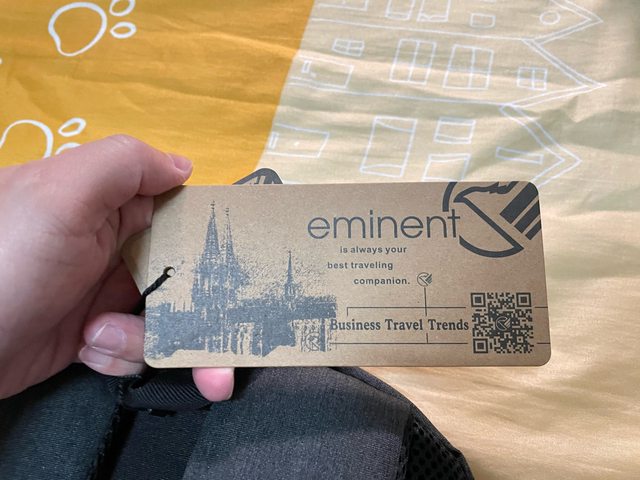 eminent
is always your
best traveling
companion.
Business Travel Trends